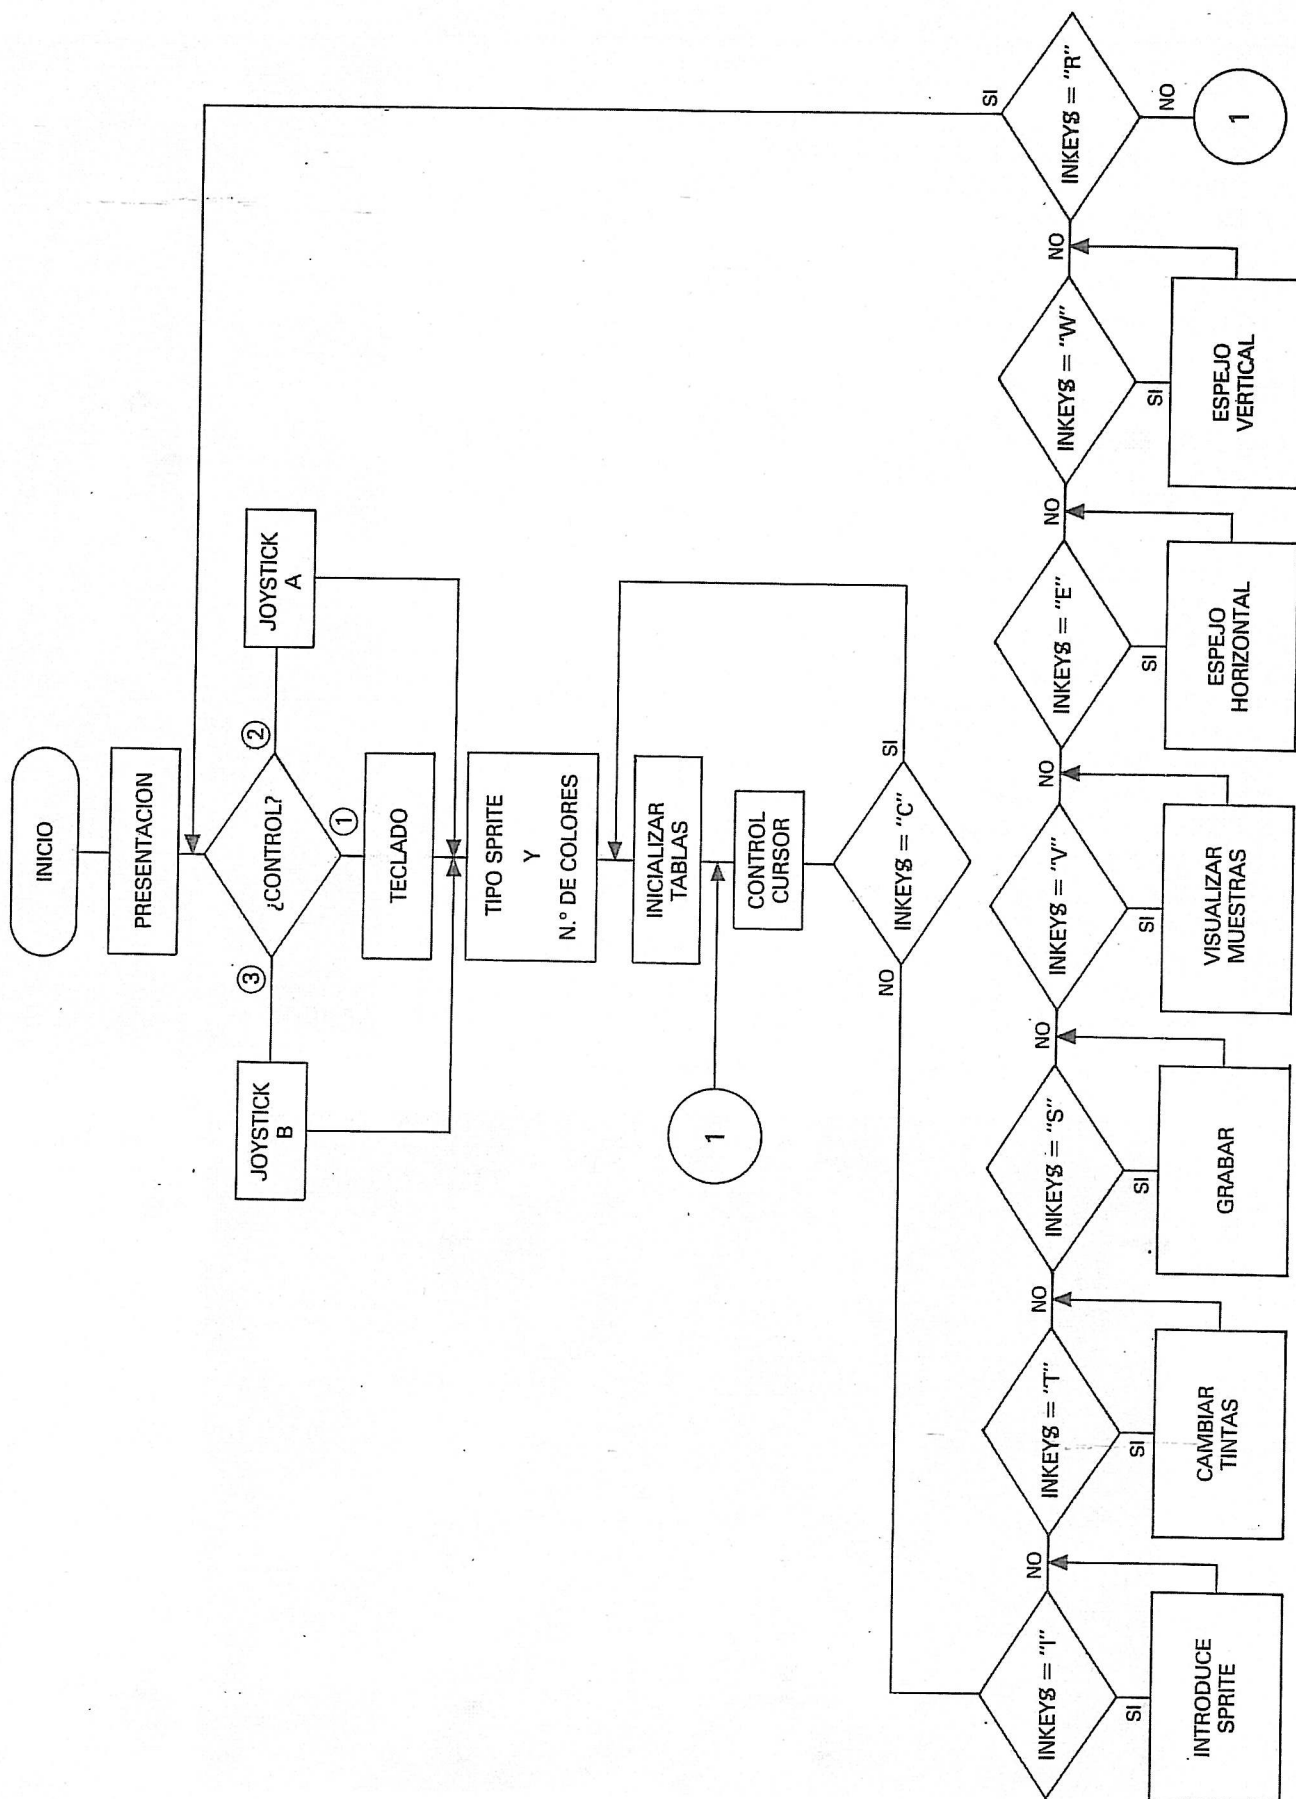 INICIO
PRESENTACION
¿CONTROL?
3
2
1
JOYSTICK
B
TECLADO
JOYSTICK
A
TIPO SPRITE
Y
N.º DE COLORES
INICIALIZAR
TABLAS
1
CONTROL
CURSOR
INKEY$ = "C"
NO
SI
INKEY$ = "I"
NO
SI
INTRODUCE
SPRITE
INKEY$ = "T"
NO
SI
CAMBIAR
TINTAS
INKEY$ = "S"
NO
SI
GRABAR
INKEY$ = "V"
NO
SI
VISUALIZAR
MUESTRAS
INKEY$ = "E"
NO
SI
ESPEJO
HORIZONTAL
INKEY$ = "W"
NO
SI
ESPEJO
VERTICAL
INKEY$ = "R"
SI
NO
1